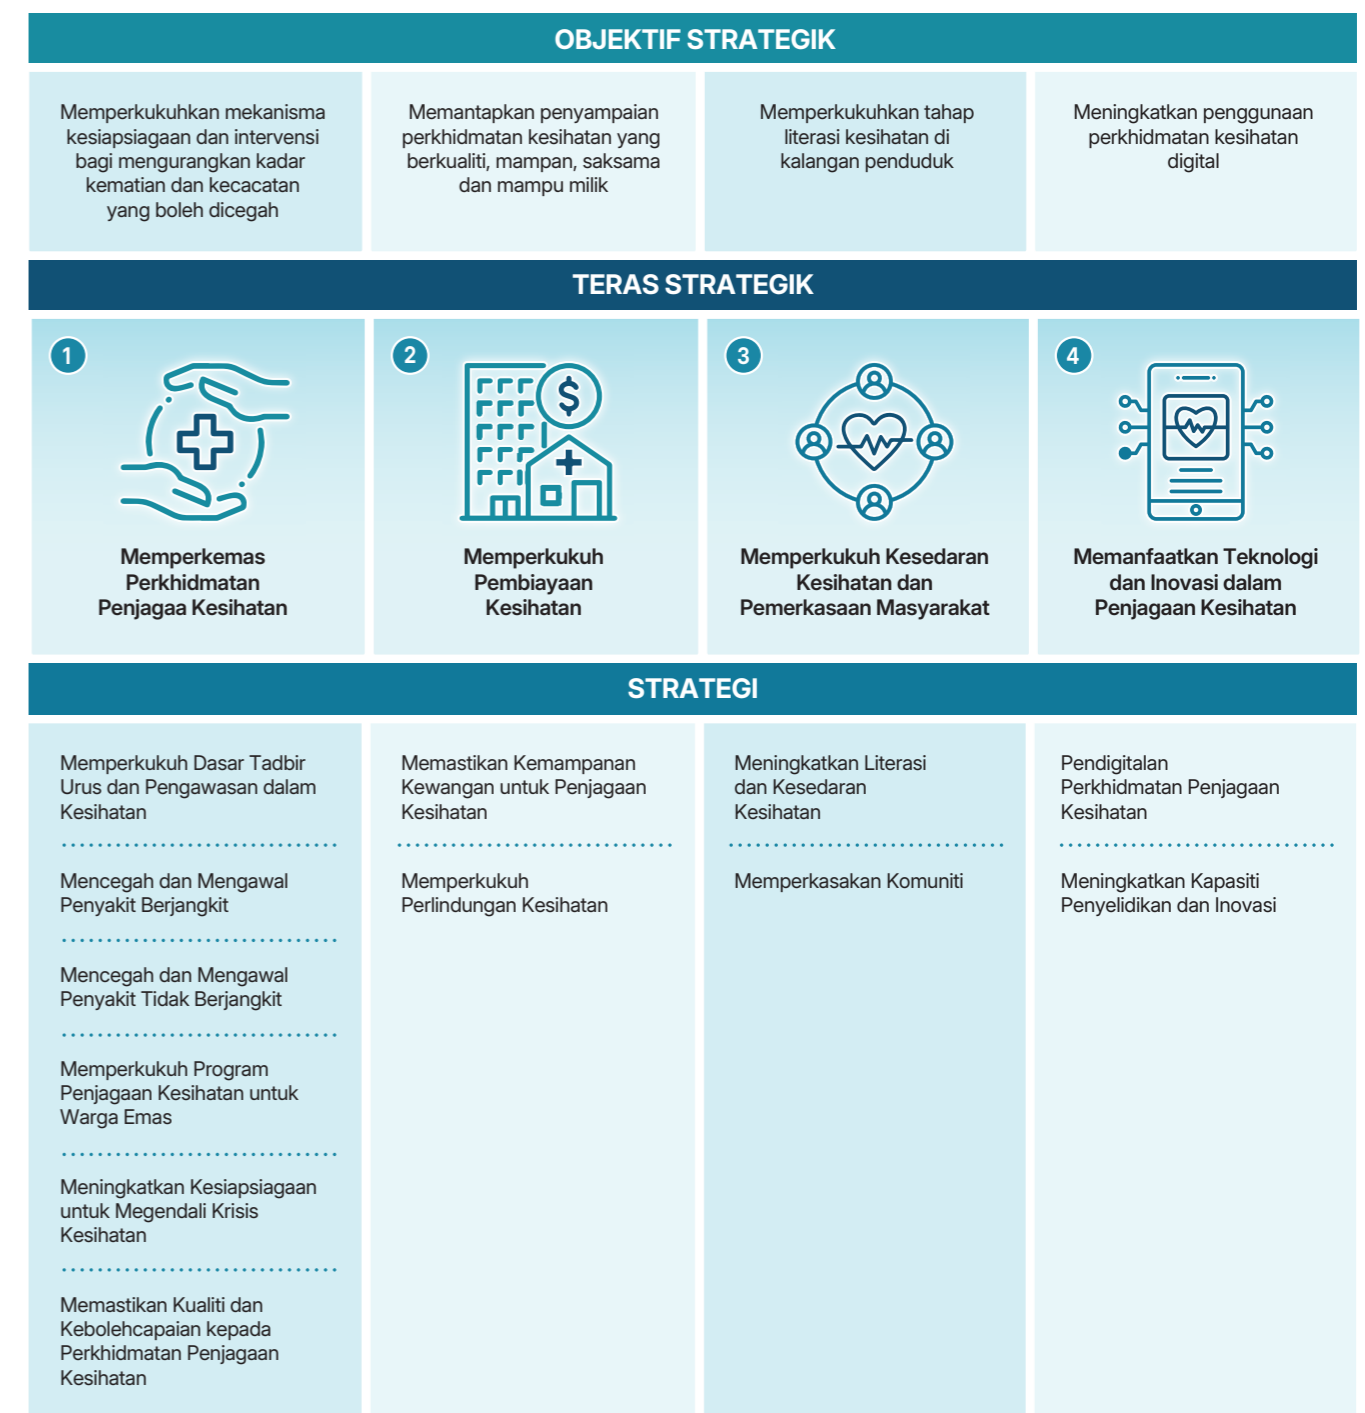 OBJEKTIF STRATEGIK
Memperkukuhkan mekanisma
kesiapsiagaan dan intervensi
bagi mengurangkan kadar
kematian dan kecacatan
yang boleh dicegah
Memantapkan penyampaian
perkhidmatan kesihatan yang
berkualiti, mampan, saksama
dan mampu milik
Memperkukuhkan tahap
literasi kesihatan di
kalangan penduduk
Meningkatkan penggunaan
perkhidmatan kesihatan
digital
TERAS STRATEGIK
1
Memperkemas
Perkhidmatan
Penjagaa Kesihatan
2
$
Memperkukuh
Pembiayaan
Kesihatan
3
Memperkukuh Kesedaran
Kesihatan dan
Pemerkasaan Masyarakat
4
Memanfaatkan Teknologi
dan Inovasi dalam
Penjagaan Kesihatan
STRATEGI
Memperkukuh Dasar Tadbir
Urus dan Pengawasan dalam
Kesihatan
Mencegah dan Mengawal
Penyakit Berjangkit
Mencegah dan Mengawal
Penyakit Tidak Berjangkit
Memperkukuh Program
Penjagaan Kesihatan untuk
Warga Emas
Meningkatkan Kesiapsiagaan
untuk Megendali Krisis
Kesihatan
Memastikan Kualiti dan
Kebolehcapaian kepada
Perkhidmatan Penjagaan
Kesihatan
Memastikan Kemampanan
Kewangan untuk Penjagaan
Kesihatan
Memperkukuh
Perlindungan Kesihatan
Meningkatkan Literasi
dan Kesedaran
Kesihatan
Memperkasakan Komuniti
Pendigitalan
Perkhidmatan Penjagaan
Kesihatan
Meningkatkan Kapasiti
Penyelidikan dan Inovasi